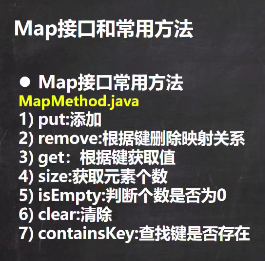 Map接口和常用方法
● Map接口常用方法
MapMethod.java
1) put:添加
2) remove:根据键删除映射关系
3) get：根据键获取值
4) size:获取元素个数
5) isEmpty:判断个数是否为0
6) clear:清除
7) containsKey:查找键是否存在